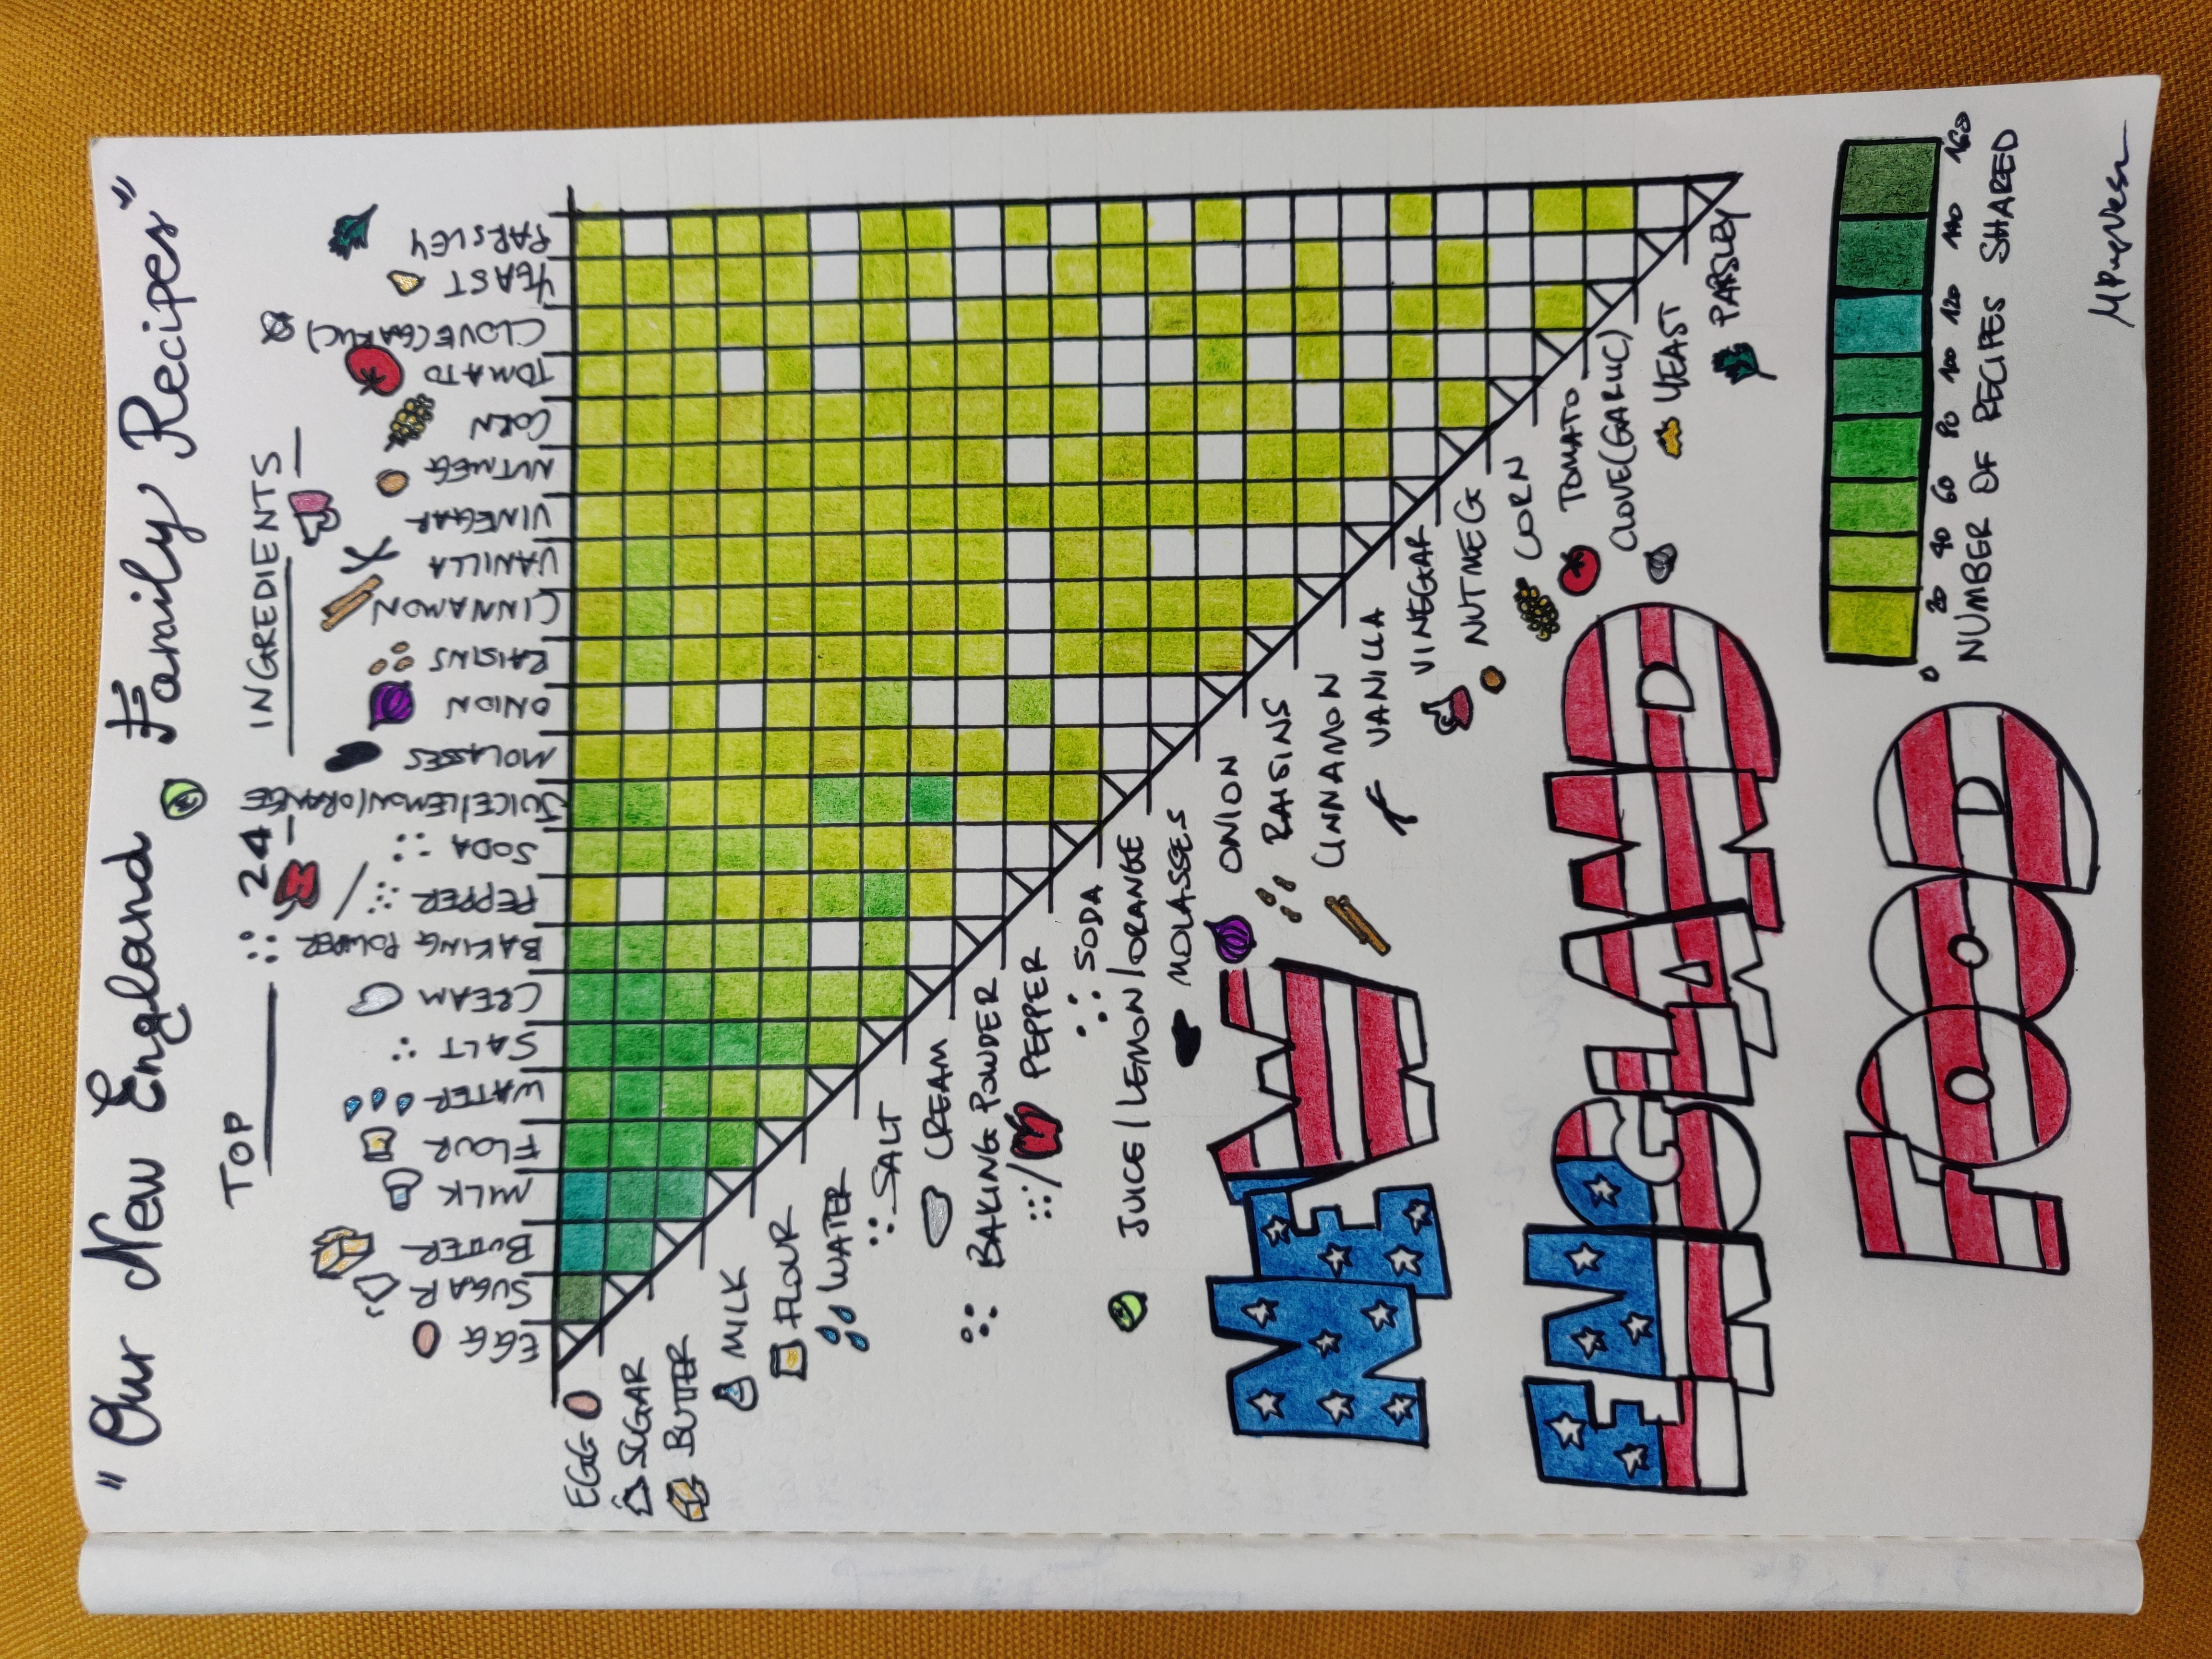 "Our New England Family Recipes"
TOP 24 INGREDIENTS
EGG
SUGAR
BUTTER
MILK
FLOUR
WATER
SALT
CREAM
BAKING POWDER
PEPPER
SODA
JUICE/LEMON/ORANGE
MOLASSES
ONION
RAISINS
CINNAMON
VANILLA
VINEGAR
NUTMEG
CORN
TOMATO
CLOVE(GARLIC)
YEAST
PARSLEY
EGG
SUGAR
BUTTER
MILK
FLOUR
WATER
SALT
CREAM
BAKING POWDER
/ PEPPER
SODA
JUICE/LEMON/ORANGE
MOLASSES
ONION
RAISINS
CINNAMON
VANILLA
VINEGAR
NUTMEG
CORN
TOMATO
CLOVE(GARLIC)
YEAST
PARSLEY
NEW
ENGLAND
FOOD
0 20 40 60 80 100 120 140 160
NUMBER OF RECIPES SHARED